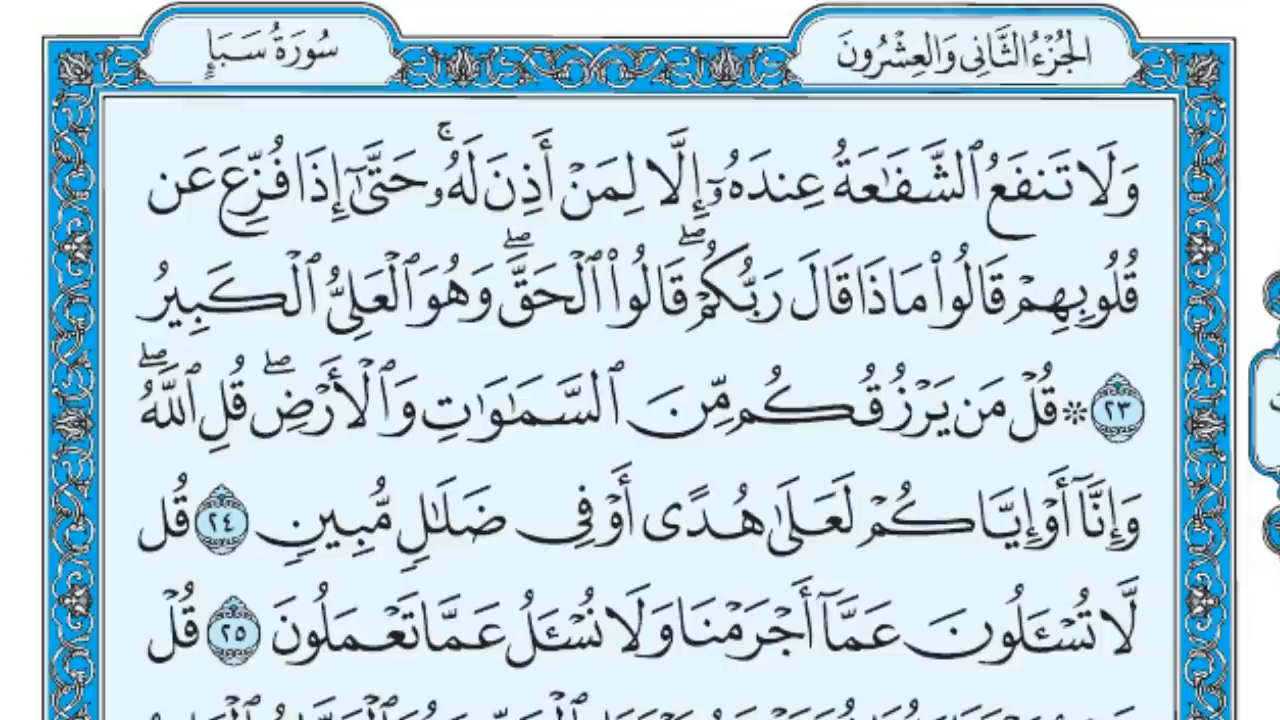 الجُزْءُ الثَّانِي وَالعِشْرُونَ
سُورَةُ سَبَإٍ
وَلَا تَنفَعُ ٱلشَّفَٰعَةُ عِندَهُۥٓ إِلَّا لِمَنْ أَذِنَ لَهُۥۚ حَتَّىٰٓ إِذَا فُزِّعَ عَن
قُلُوبِهِمْ قَالُوا۟ مَاذَا قَالَ رَبُّكُمْۖ قَالُوا۟ ٱلْحَقَّۖ وَهُوَ ٱلْعَلِىُّ ٱلْكَبِيرُ
٢٣ ۞ قُلْ مَن يَرْزُقُكُم مِّنَ ٱلسَّمَٰوَٰتِ وَٱلْأَرْضِۖ قُلِ ٱللَّهُۖ
وَإِنَّآ أَوْ إِيَّاكُمْ لَعَلَىٰ هُدًى أَوْ فِى ضَلَٰلٍ مُّبِينٍ ٢٤ قُل
لَّا تُسْـَٔلُونَ عَمَّآ أَجْرَمْنَا وَلَا نُسْـَٔلُ عَمَّا تَعْمَلُونَ ٢٥ قُلْ